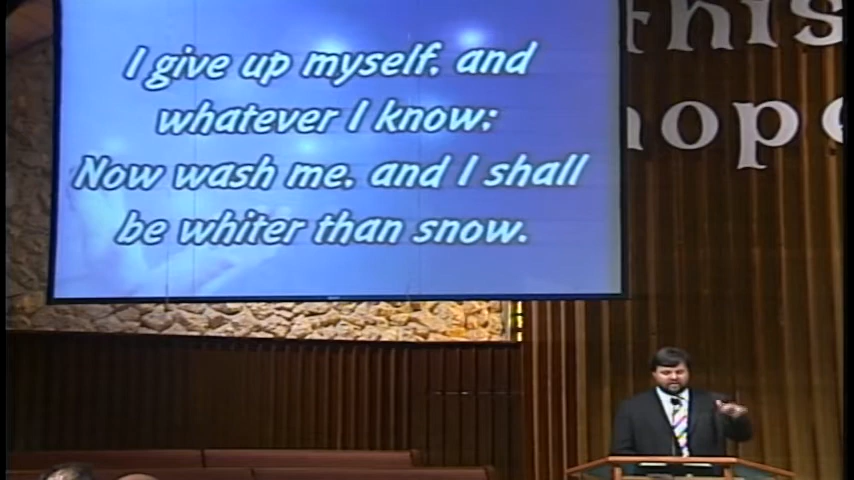 I give up myself, and
whatever I know;
Now wash me, and I shall
be whiter than snow.
this
hope